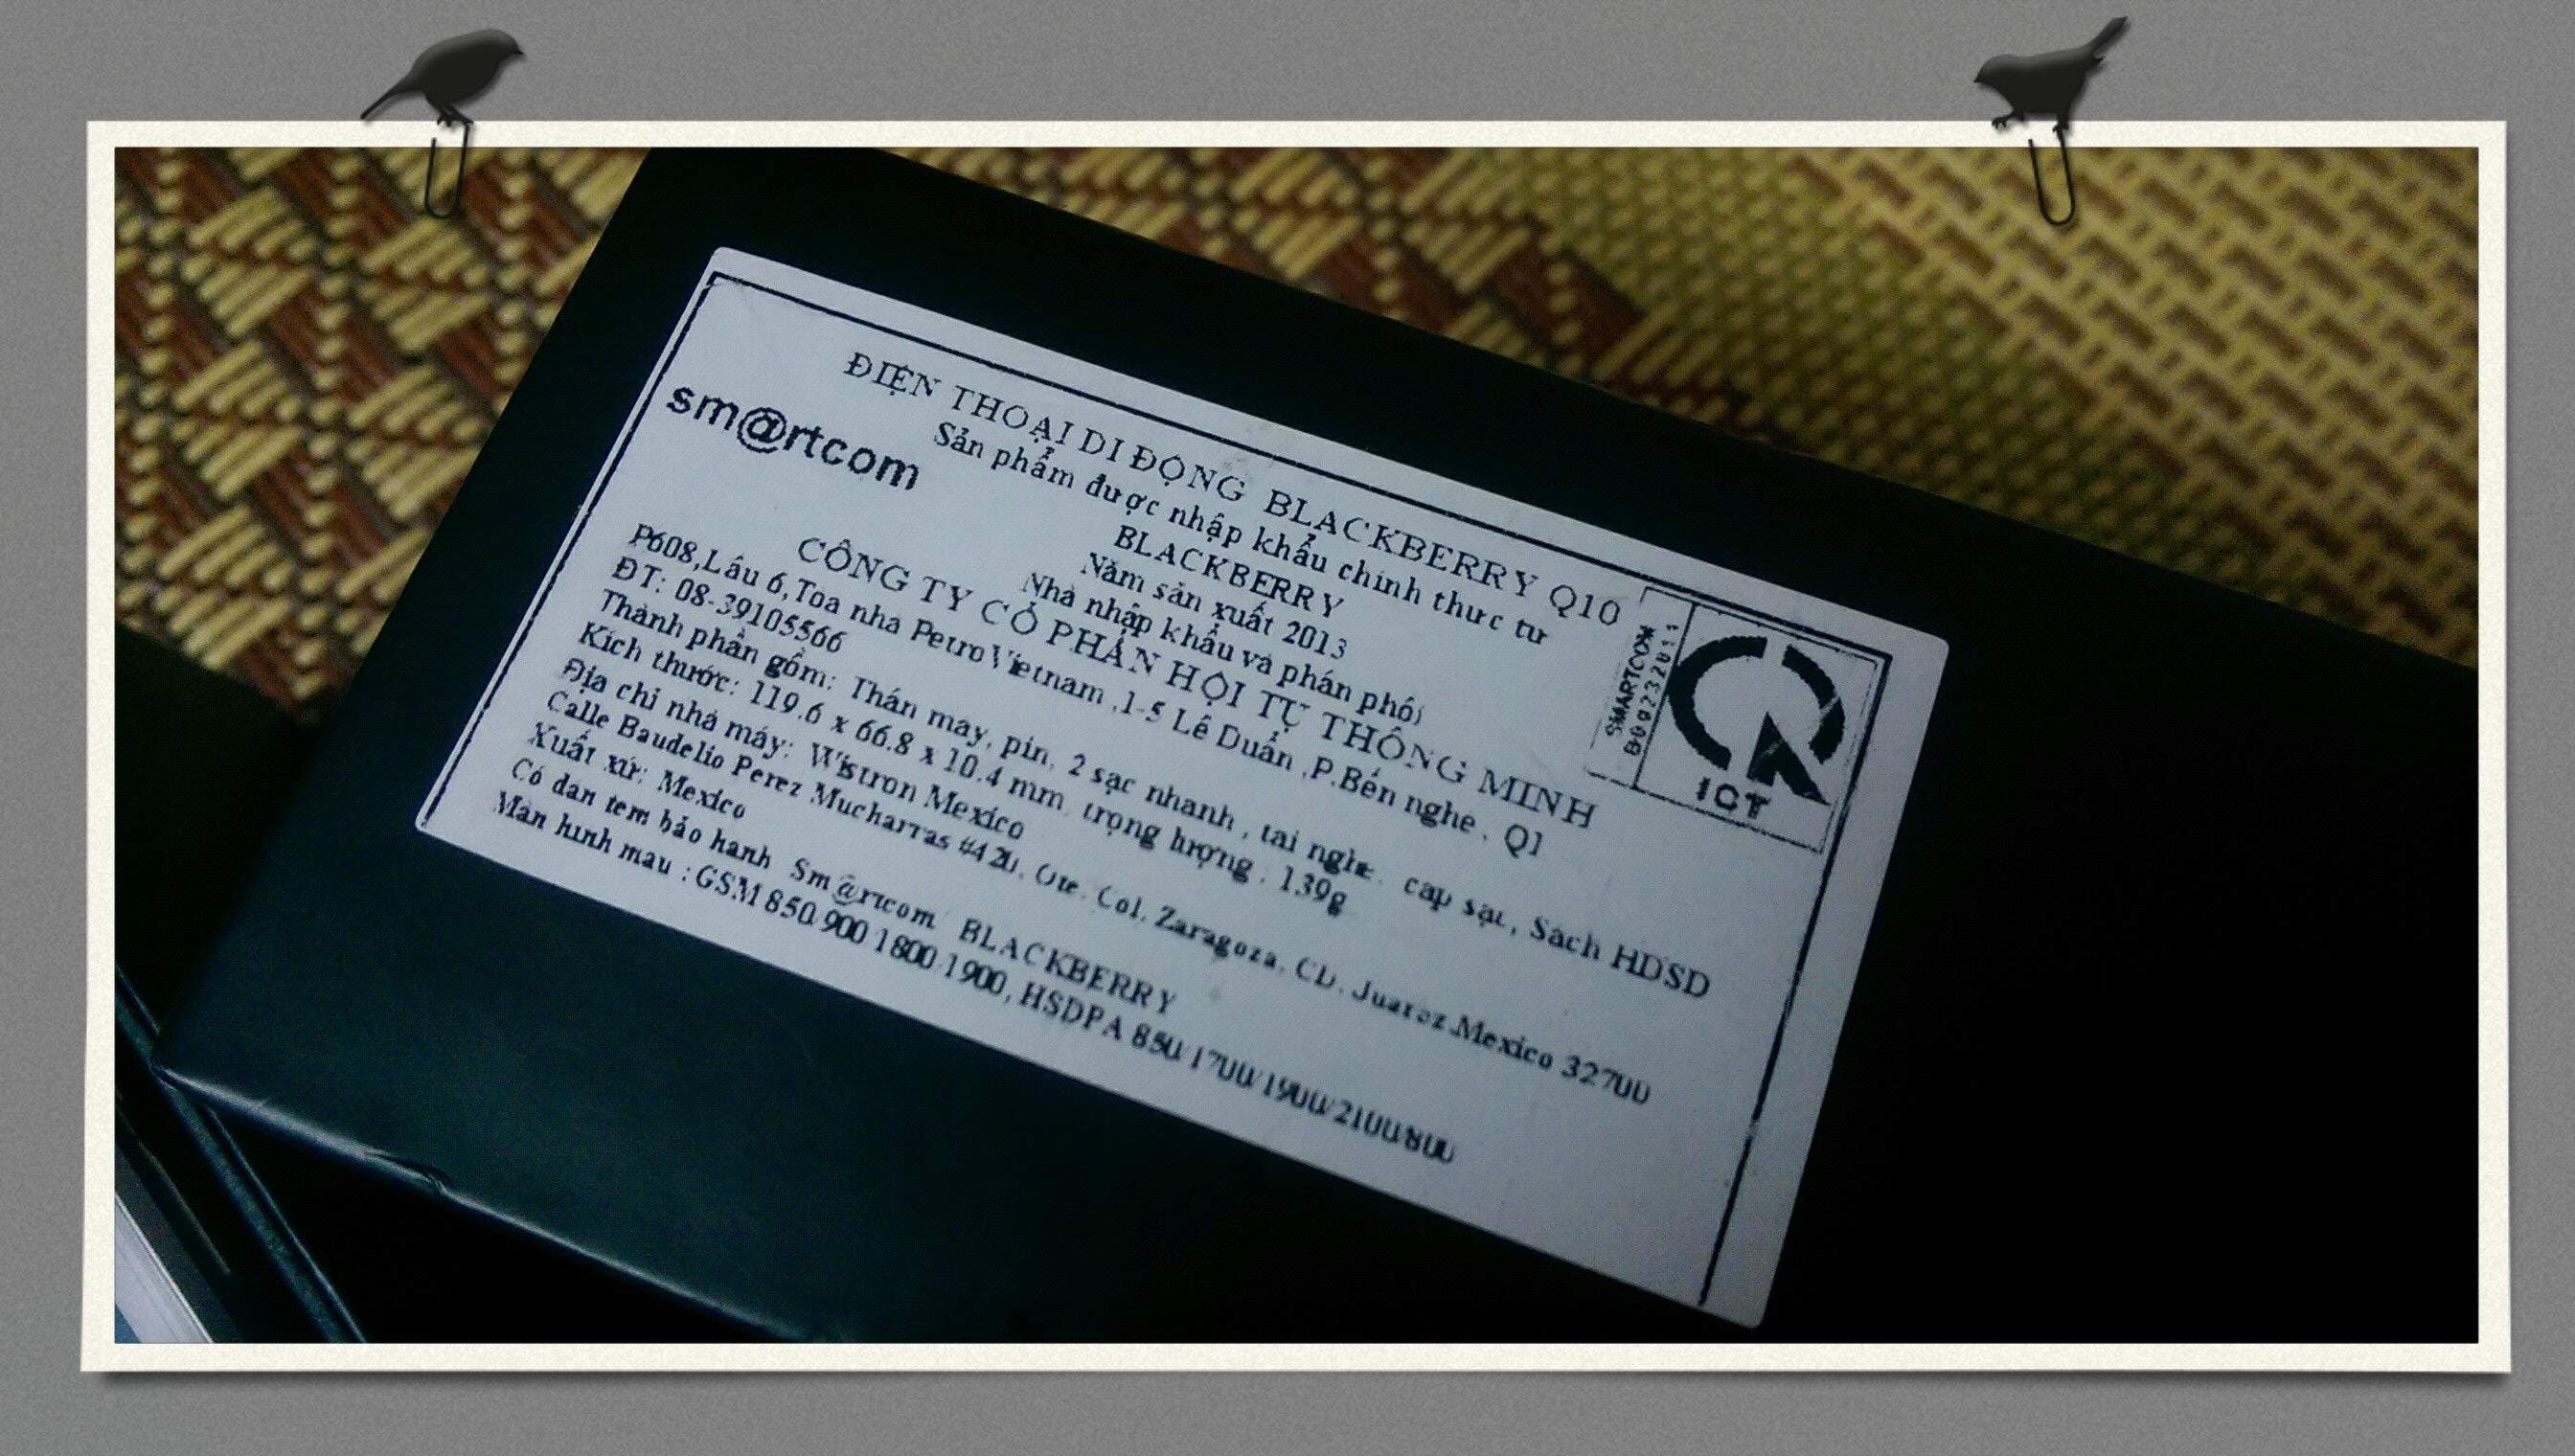 ĐIỆN THOẠI DI ĐỘNG BLACKBERRY Q10
sm@rtcom
Sản phẩm được nhập khẩu chính thức từ
BLACKBERRY
Năm sản xuất 2013
Nhà nhập khẩu và phân phối
CÔNG TY CỔ PHẦN HỘI TỤ THÔNG MINH
P608,Lầu 6,Tòa nhà PetroVietnam ,1-5 Lê Duẩn ,P.Bến nghé , Q1
ĐT: 08-39105566
Thành phần gồm: Thân máy, pin, 2 sạc nhanh , tai nghe, cáp sạc, Sách HDSD
Kích thước: 119.6 x 66.8 x 10.4 mm, trọng lượng : 139g
Địa chỉ nhà máy: Wistron Mexico
Calle Baudelio Perez Mucharras #420, Ote. Col. Zaragoza, CD. Juarez.Mexico 32700
Xuất xứ: Mexico
Có dán tem bảo hành Sm@rtcom BLACKBERRY
Màn hình màu : GSM 850/900/1800/1900, HSDPA 850/1700/1900/2100/800
SMARTCOM
ICT